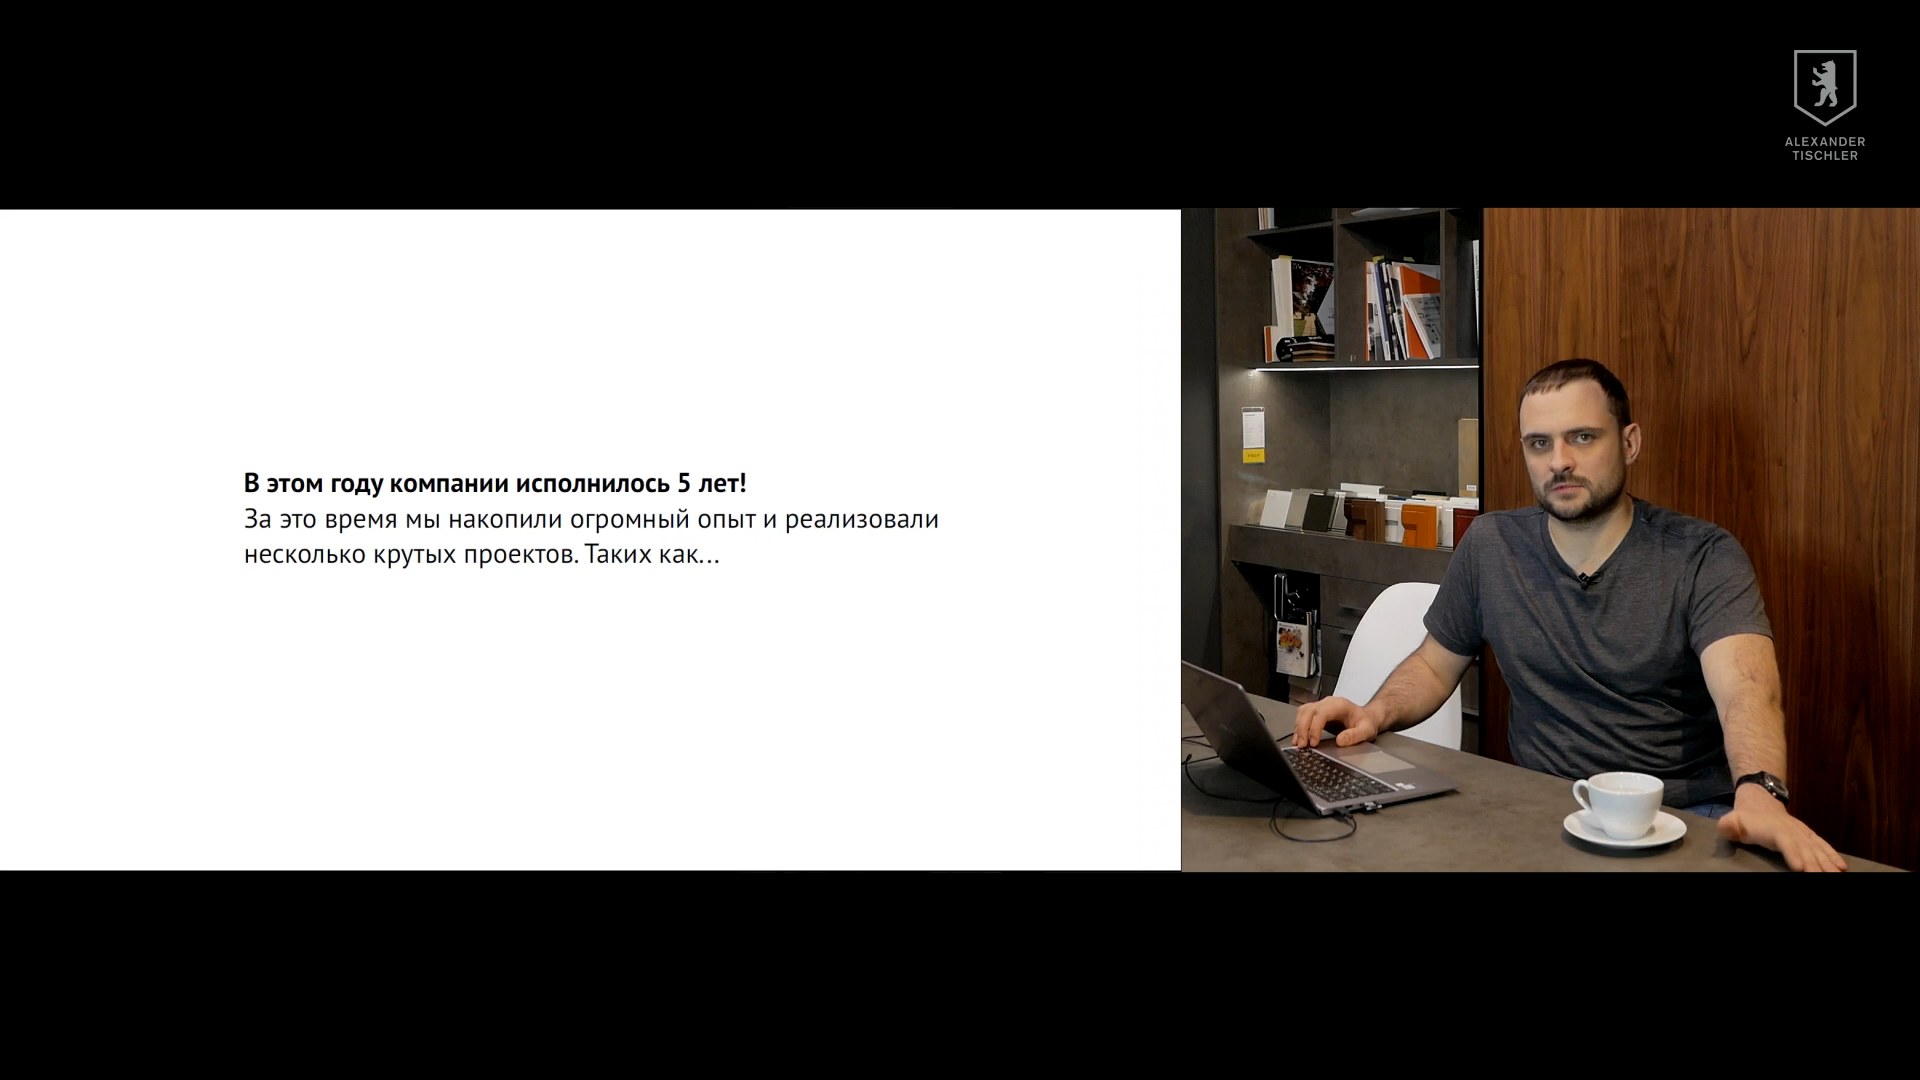 ALEXANDER
TISCHLER
В этом году компании исполнилось 5 лет!
За это время мы накопили огромный опыт и реализовали
несколько крутых проектов. Таких как...